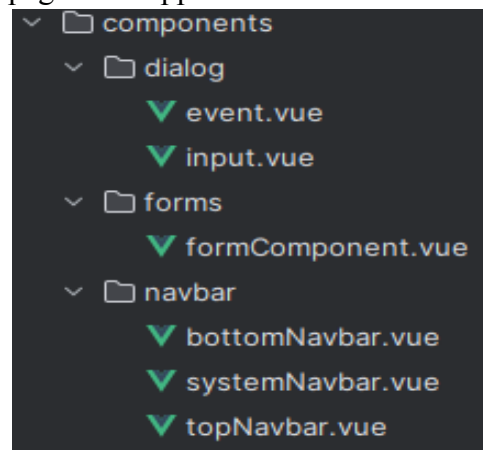 components
dialog
event.vue
input.vue
forms
formComponent.vue
navbar
bottomNavbar.vue
systemNavbar.vue
topNavbar.vue